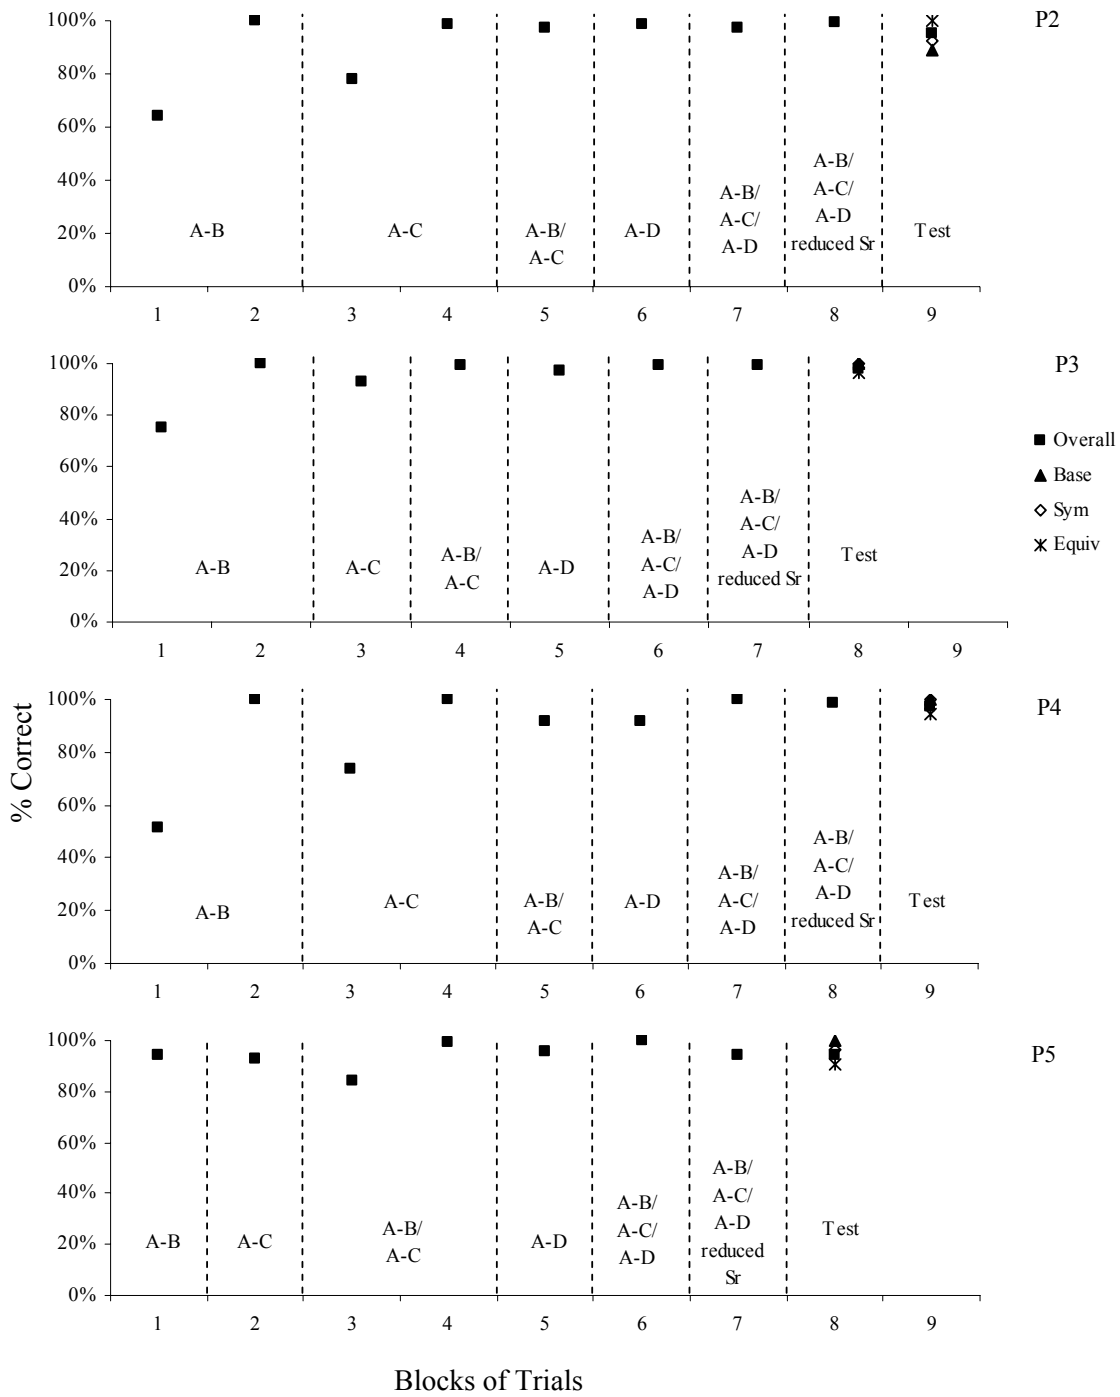 P2
100%
80%
60%
40%
20%
0%
A-B
A-C
A-B/
A-C
A-D
A-B/
A-C/
A-D
A-B/
A-C/
A-D
reduced Sr
Test
1 2 3 4 5 6 7 8 9
P3
100%
80%
60%
40%
20%
0%
A-B
A-C
A-B/
A-C
A-D
A-B/
A-C/
A-D
A-B/
A-C/
A-D
reduced Sr
Test
1 2 3 4 5 6 7 8 9
Overall
Base
Sym
Equiv
% Correct
P4
100%
80%
60%
40%
20%
0%
A-B
A-C
A-B/
A-C
A-D
A-B/
A-C/
A-D
A-B/
A-C/
A-D
reduced Sr
Test
1 2 3 4 5 6 7 8 9
P5
100%
80%
60%
40%
20%
0%
A-B
A-C
A-B/
A-C
A-D
A-B/
A-C/
A-D
A-B/
A-C/
A-D
reduced
Sr
Test
1 2 3 4 5 6 7 8 9
Blocks of Trials